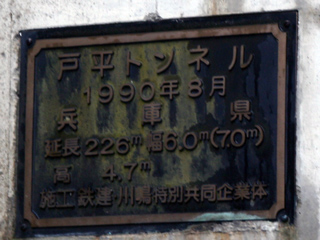 戸平トンネル
1990年8月
兵庫県
延長226m幅6.0m(7.0m)
高4.7m
施工 鉄建・川嶋特別共同企業体